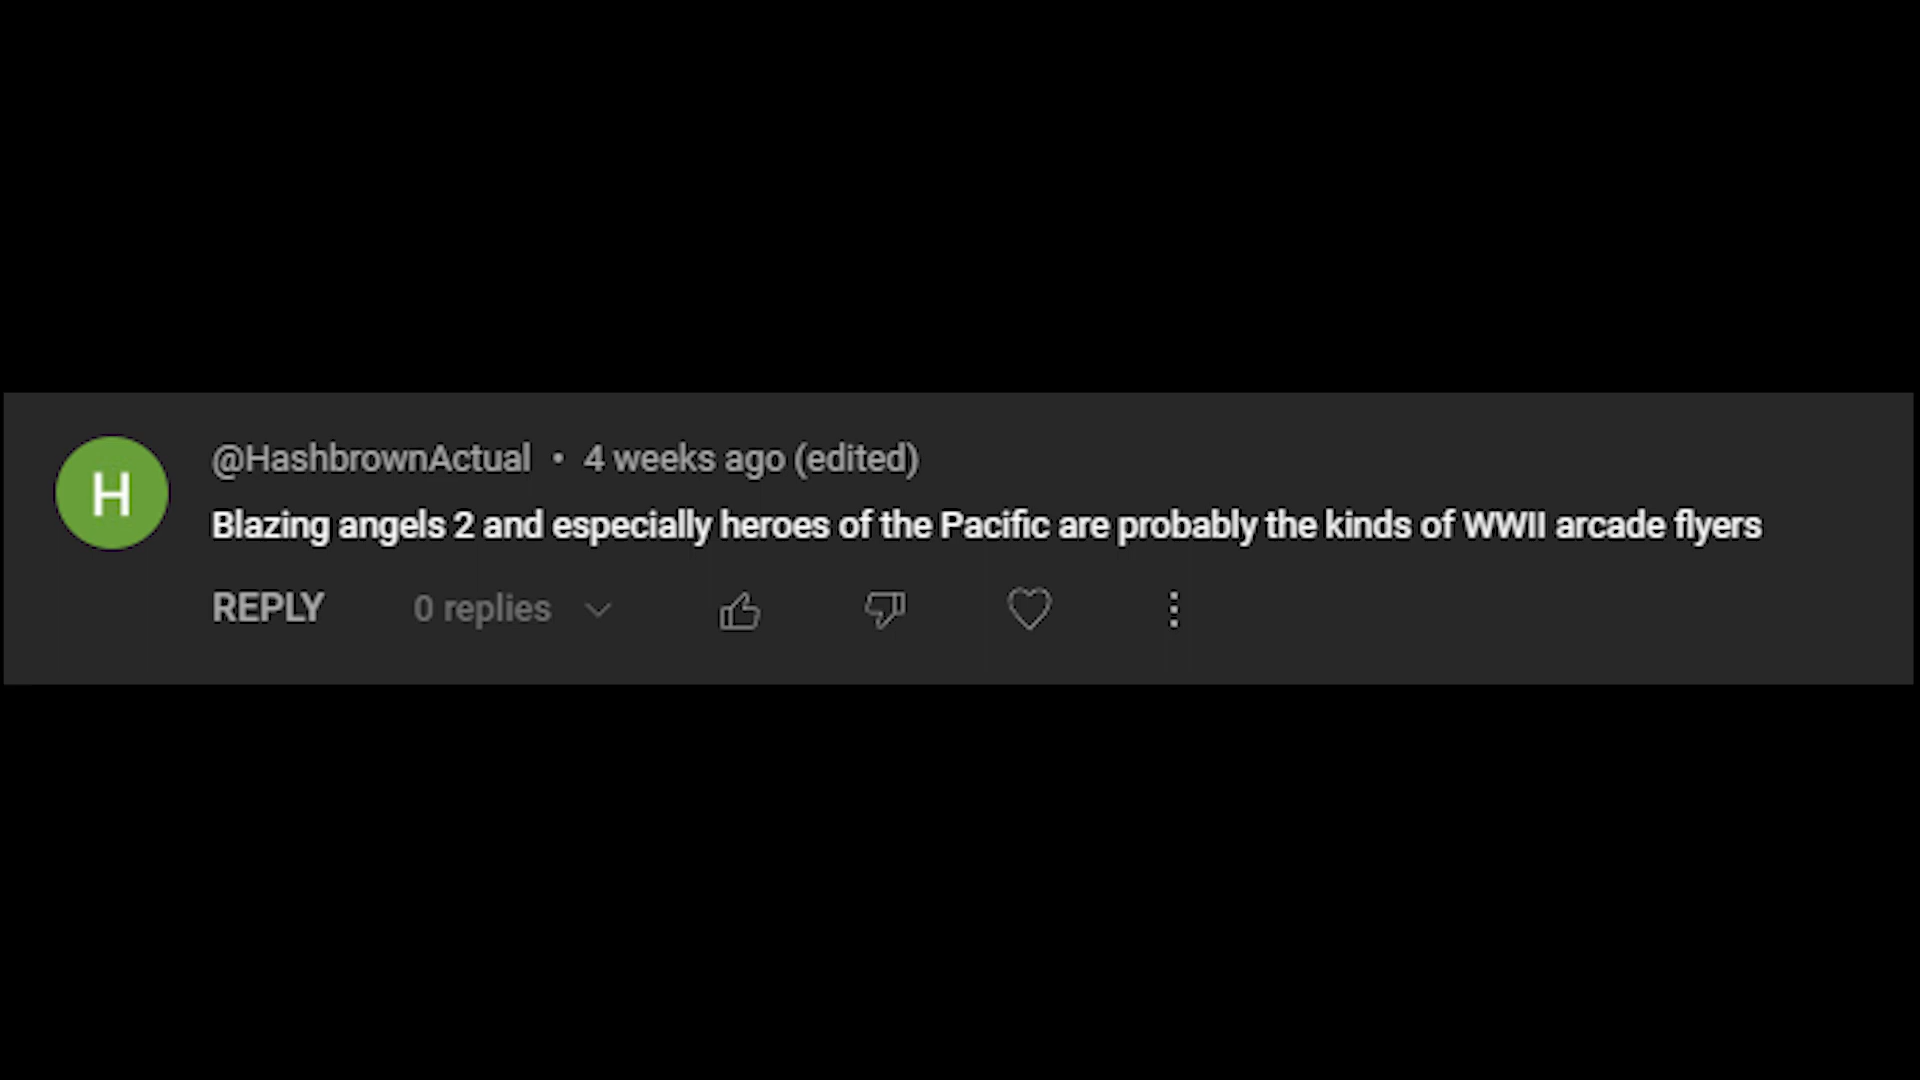 H
@HashbrownActual • 4 weeks ago (edited)
Blazing angels 2 and especially heroes of the Pacific are probably the kinds of WWII arcade flyers
REPLY 0 replies